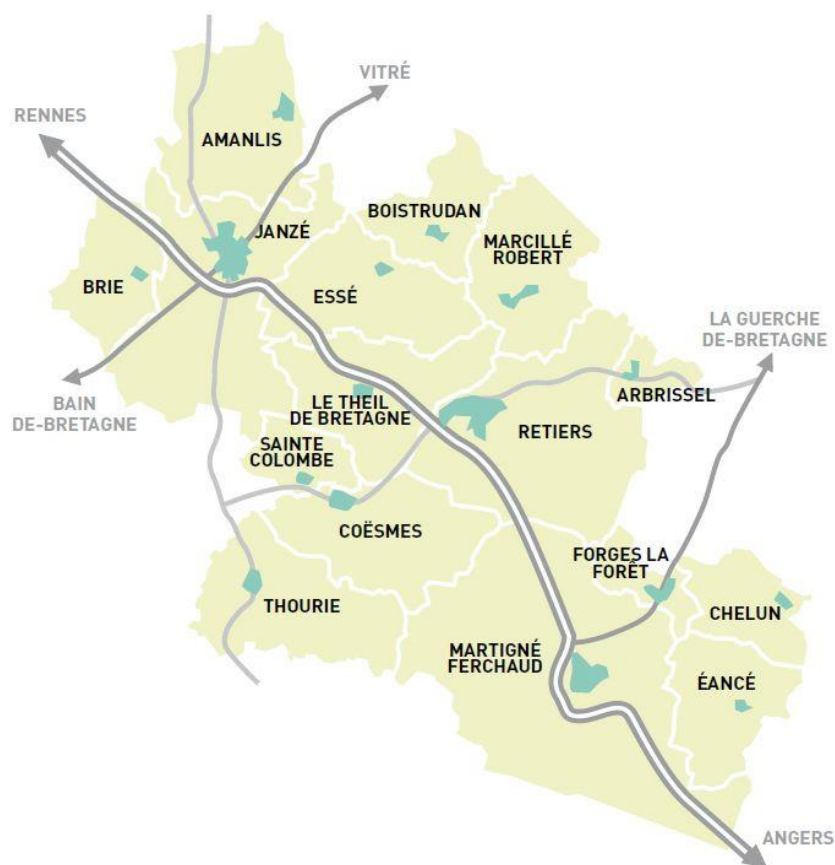 VITRÉ
RENNES
AMANLIS
BOISTRUDAN
JANZÉ
MARCILLÉ
ROBERT
BRIE
ESSÉ
LA GUERCHE
DE-BRETAGNE
ARBRISSEL
BAIN
DE-BRETAGNE
LE THEIL
DE BRETAGNE
RETIERS
SAINTE
COLOMBE
COËSMES
FORGES LA
FORÊT
THOURIE
CHELUN
MARTIGNÉ
FERCHAUD
ÉANCÉ
ANGERS